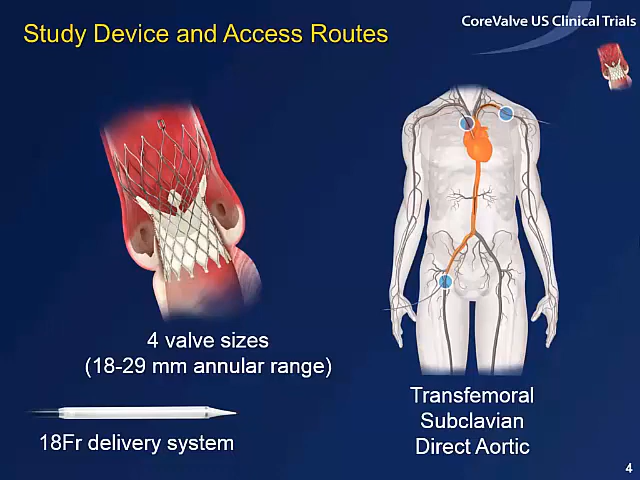 CoreValve US Clinical Trials
Study Device and Access Routes
4 valve sizes
(18-29 mm annular range)
18Fr delivery system
Transfemoral
Subclavian
Direct Aortic
4